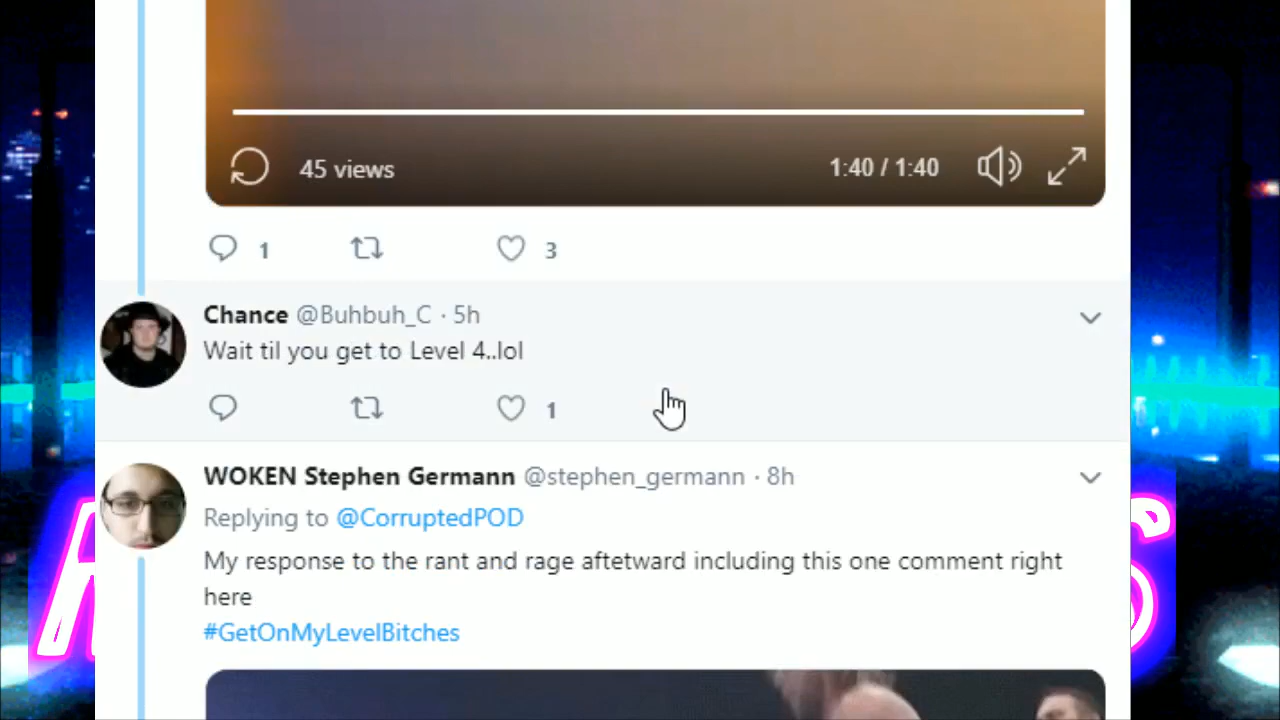 45 views
1:40 / 1:40
1
3
Chance @Buhbuh_C · 5h
Wait til you get to Level 4..lol
1
WOKEN Stephen Germann @stephen_germann · 8h
Replying to @CorruptedPOD
My response to the rant and rage aftetward including this one comment right
here
#GetOnMyLevelBitches